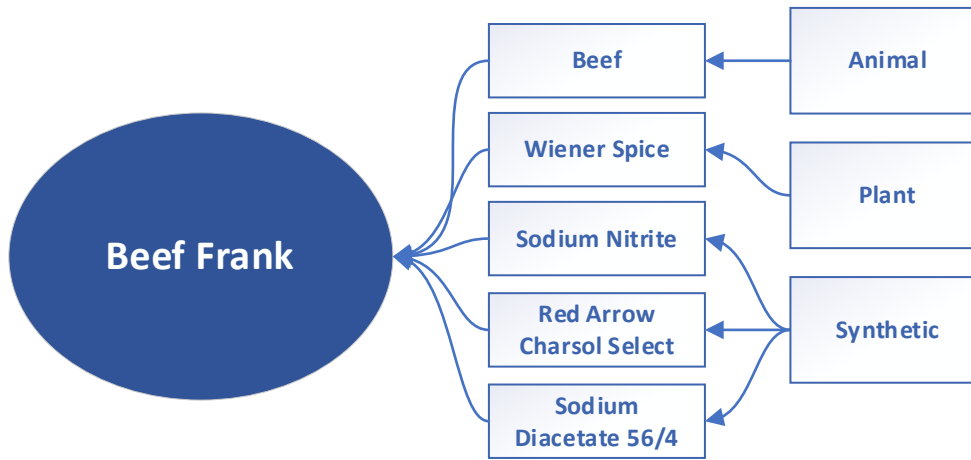 Beef Frank
Beef
Wiener Spice
Sodium Nitrite
Red Arrow
Charsol Select
Sodium
Diacetate 56/4
Animal
Plant
Synthetic